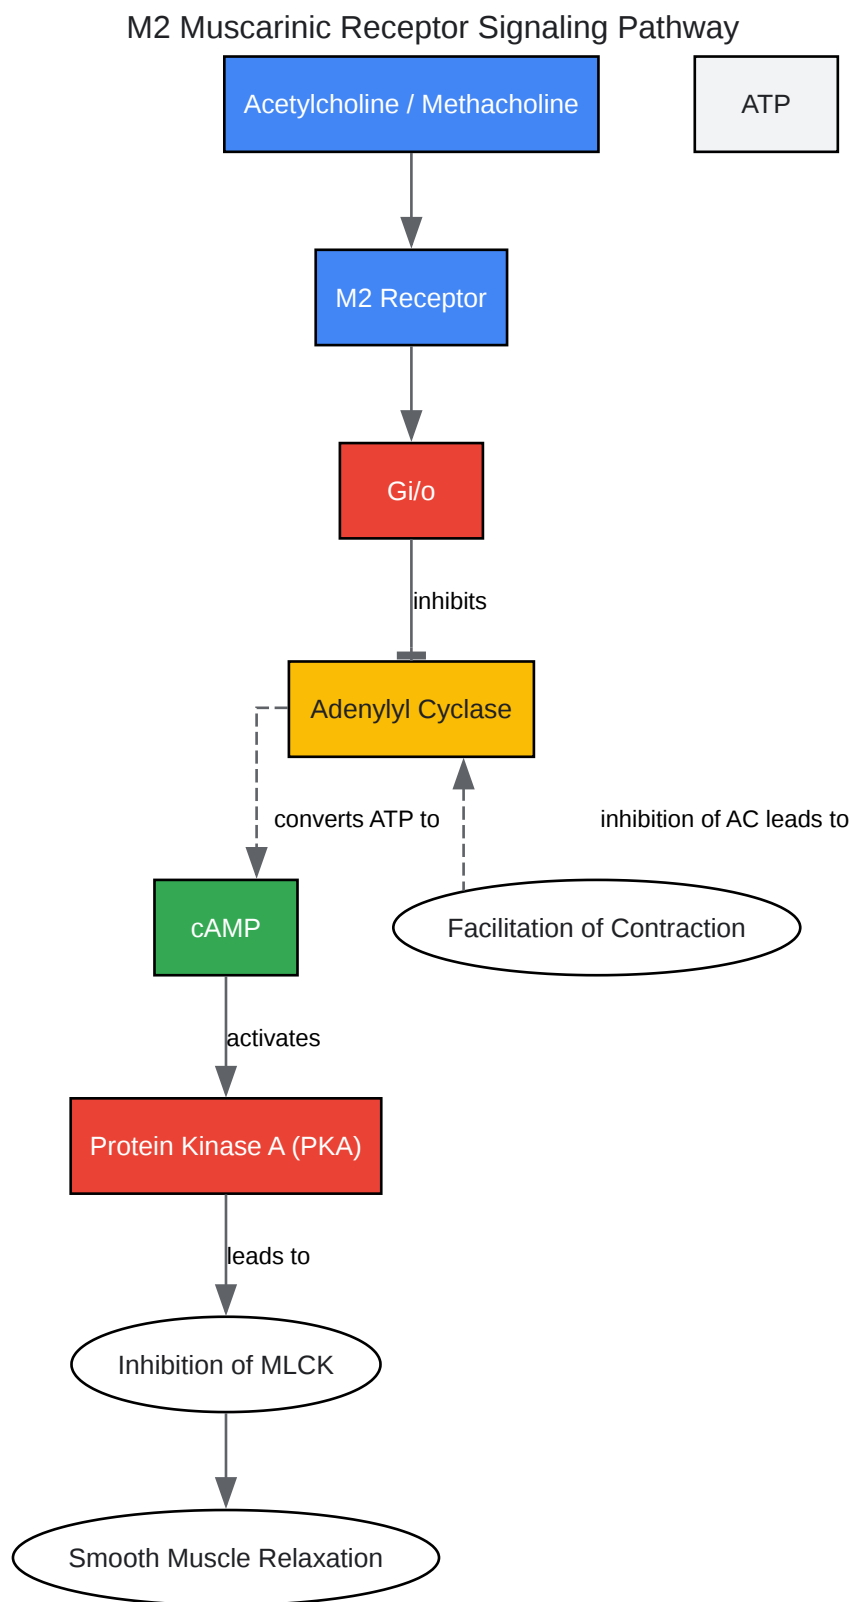 M2 Muscarinic Receptor Signaling Pathway
Acetylcholine / Methacholine
ATP
M2 Receptor
Gi/o
inhibits
Adenylyl Cyclase
converts ATP to
inhibition of AC leads to
cAMP
Facilitation of Contraction
activates
Protein Kinase A (PKA)
leads to
Inhibition of MLCK
Smooth Muscle Relaxation